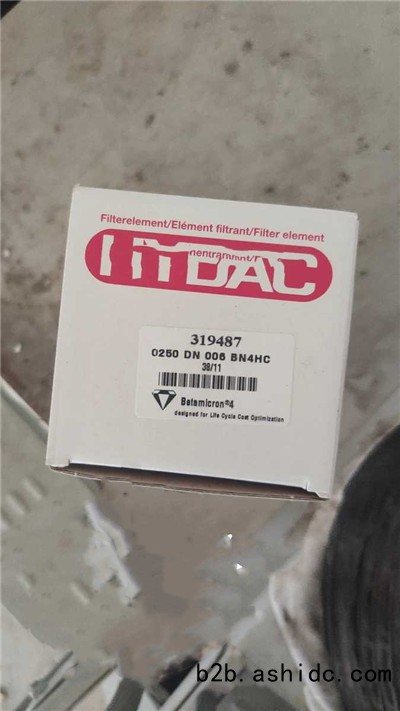 Filterelement/Elément filtrant/Filter element
HYDAC
319487
0250 DN 006 BN4HC
38/11
Betamicron®4
designed for Life Cycle Cost Optimization
b2b.ashidc.com